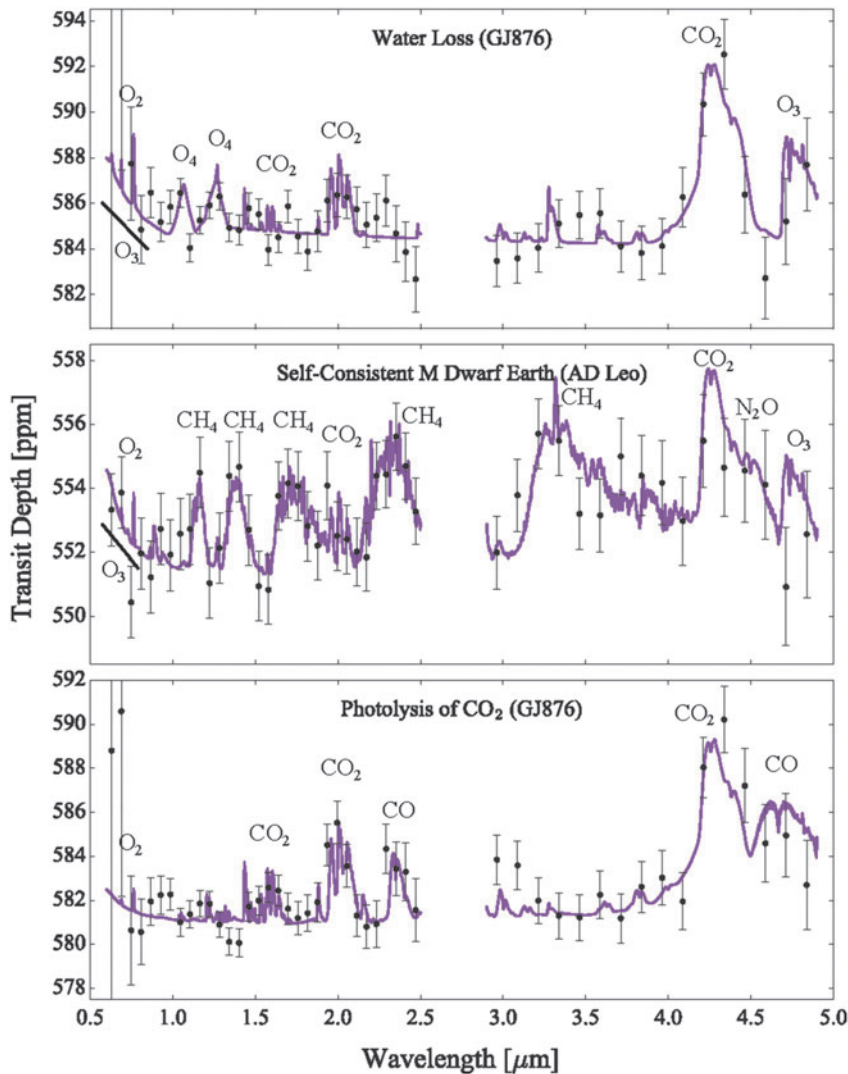 Water Loss (GJ876)
594
592
590
588
586
584
582
O₂
O₃
O₄
O₄
CO₂
CO₂
CO₂
O₃
Self-Consistent M Dwarf Earth (AD Leo)
558
556
554
552
550
O₂
O₃
CH₄
CH₄
CH₄
CO₂
CH₄
CH₄
CO₂
N₂O
O₃
Transit Depth [ppm]
Photolysis of CO₂ (GJ876)
592
590
588
586
584
582
580
578
O₂
CO₂
CO₂
CO
CO₂
CO
0.5 1.0 1.5 2.0 2.5 3.0 3.5 4.0 4.5 5.0
Wavelength [μm]